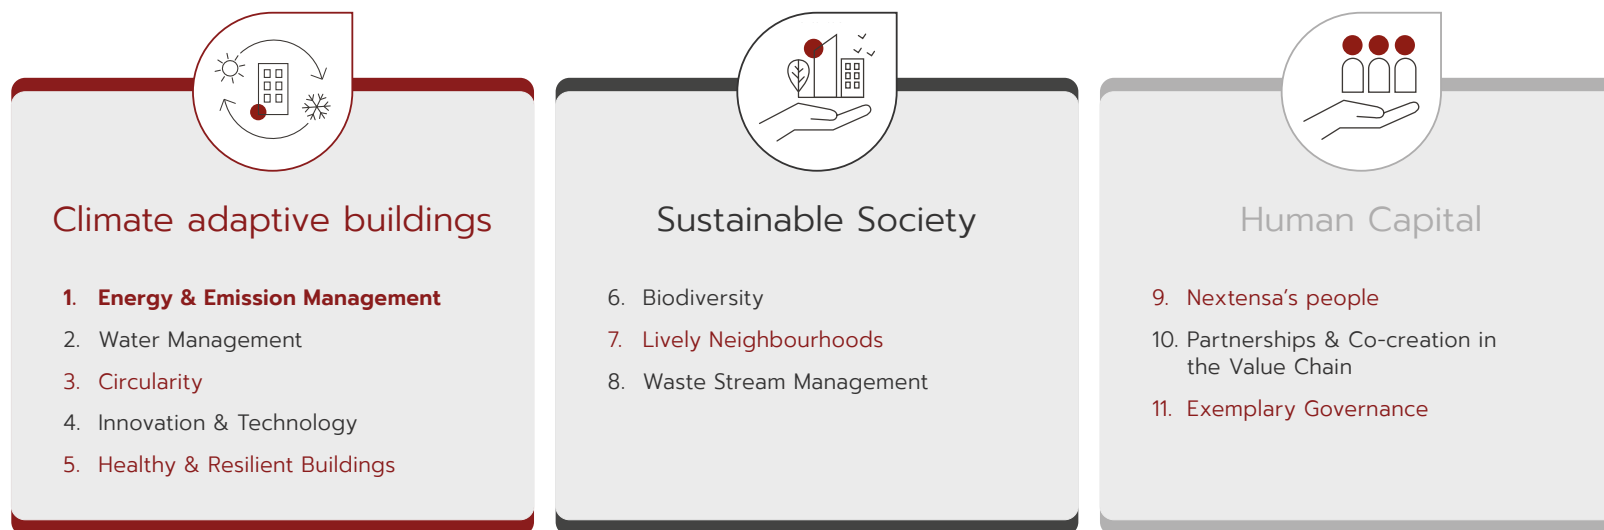 Climate adaptive buildings
1. Energy & Emission Management
2. Water Management
3. Circularity
4. Innovation & Technology
5. Healthy & Resilient Buildings
Sustainable Society
6. Biodiversity
7. Lively Neighbourhoods
8. Waste Stream Management
Human Capital
9. Nextensa’s people
10. Partnerships & Co-creation in
the Value Chain
11. Exemplary Governance